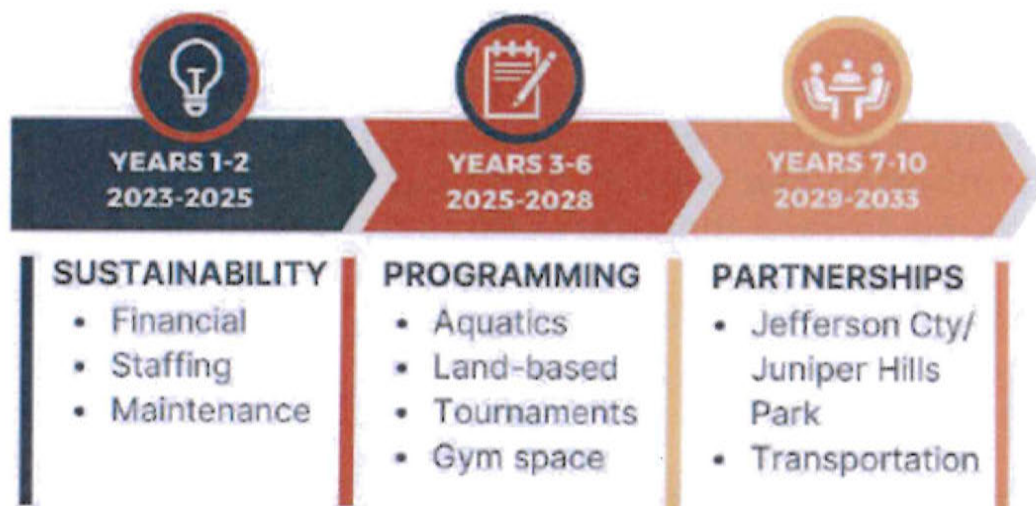 YEARS 1-2
2023-2025
YEARS 3-6
2025-2028
YEARS 7-10
2029-2033
SUSTAINABILITY
• Financial
• Staffing
• Maintenance
PROGRAMMING
• Aquatics
• Land-based
• Tournaments
• Gym space
PARTNERSHIPS
• Jefferson Cty/
Juniper Hills
Park
• Transportation